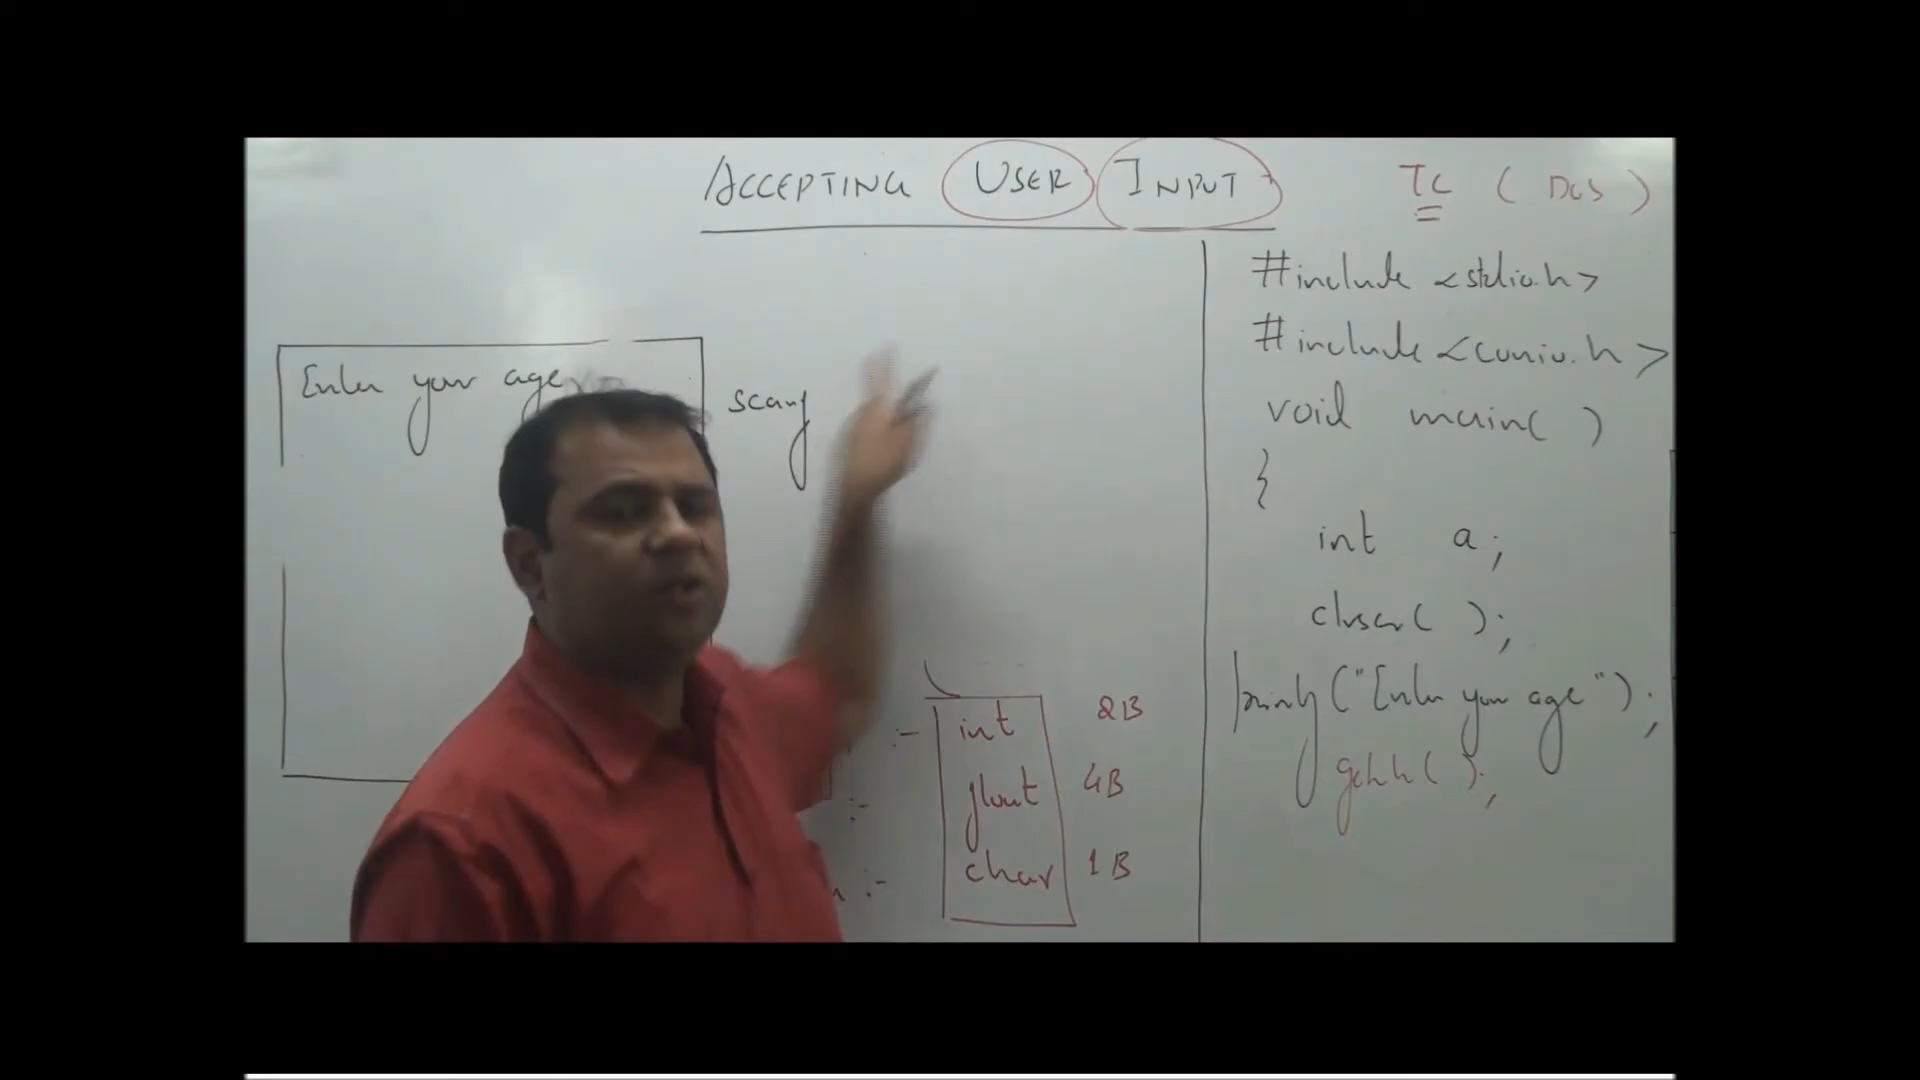 ACCEPTING USER INPUT
TC ( DOS )
Enter your age
scanf
:- int 2B
:- float 4B
:- char 1B
#include <stdio.h>
#include <conio.h>
void main( )
{
int a;
clrscr( );
printf("Enter your age");
getch( );